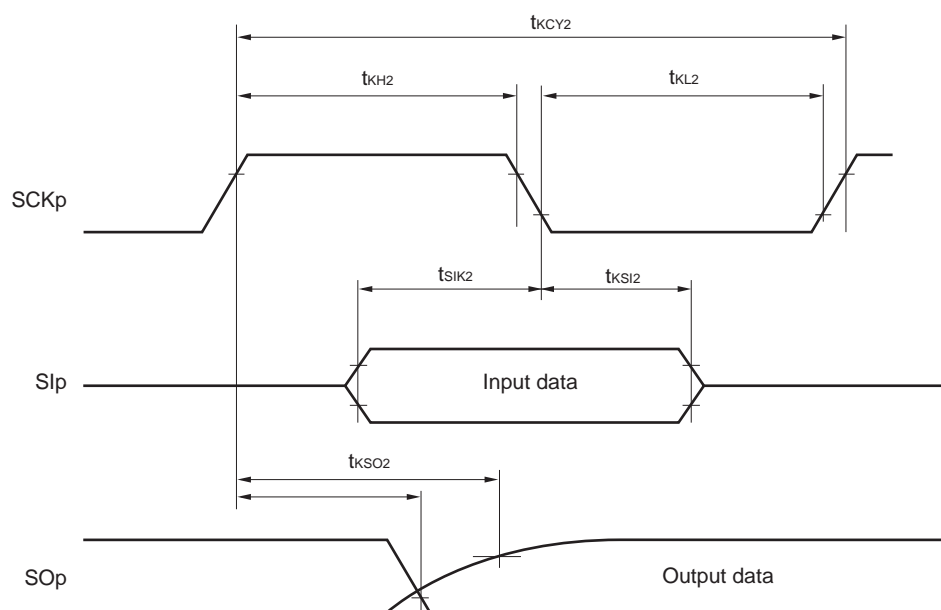 tKCY2
tKH2
tKL2
SCKp
tSIK2
tKSI2
SIp
Input data
tKSO2
SOp
Output data